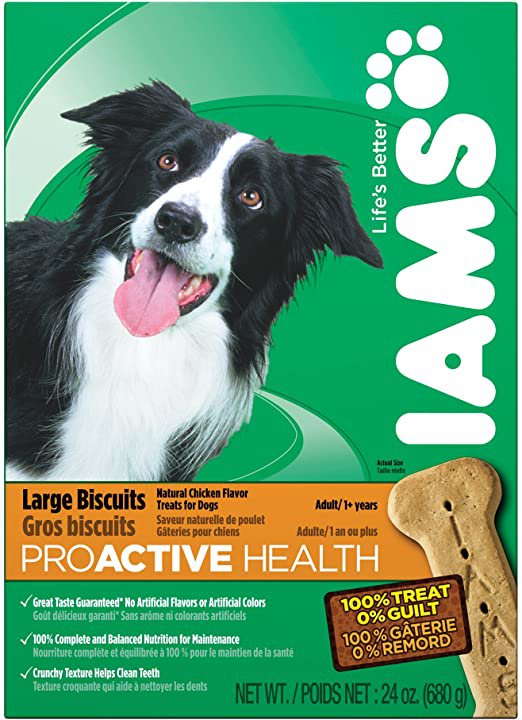 Life's Better
IAMS
Actual Size
Taille réelle
Large Biscuits
Gros biscuits
Natural Chicken Flavor
Treats for Dogs
Saveur naturelle de poulet
Gâteries pour chiens
Adult/1+ years
Adulte/1 an ou plus
PROACTIVE HEALTH
Great Taste Guaranteed* No Artificial Flavors or Artificial Colors
Goût délicieux garanti* Sans arôme ni colorants artificiels
100% Complete and Balanced Nutrition for Maintenance
Nourriture complète et équilibrée à 100 % pour le maintien de la santé
Crunchy Texture Helps Clean Teeth
Texture croquante qui aide à nettoyer les dents
100% TREAT
0% GUILT
100% GÂTERIE
0% REMORD
IAMS
NET WT. / POIDS NET : 24 oz. (680 g)